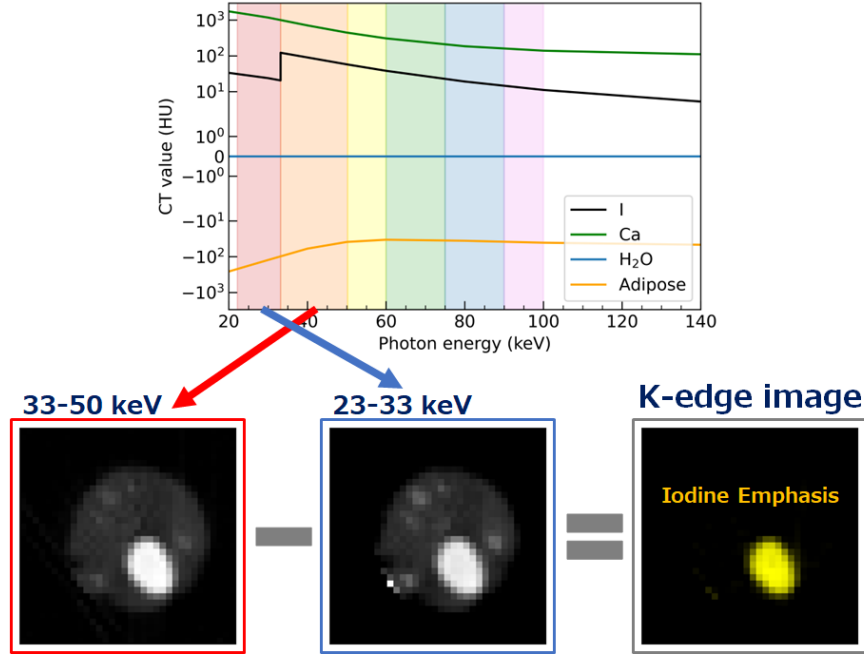 CT value (HU)
10³
10²
10¹
10⁰
0
−10⁰
−10¹
−10²
−10³
I
Ca
H₂O
Adipose
20 40 60 80 100 120 140
Photon energy (keV)
33-50 keV
23-33 keV
K-edge image
Iodine Emphasis